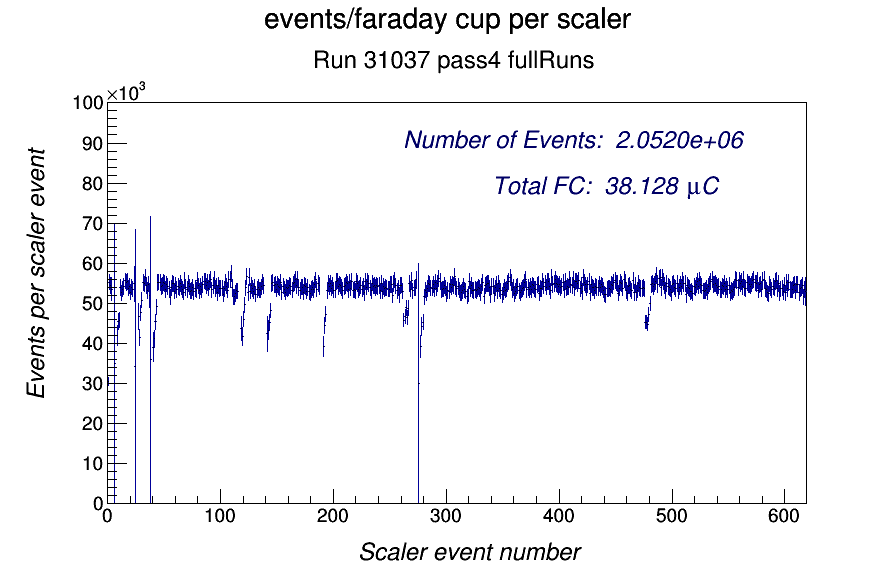 events/faraday cup per scaler
Run 31037 pass4 fullRuns
×10³
100
90
80
70
60
50
40
30
20
10
0
Events per scaler event
Number of Events: 2.0520e+06
Total FC: 38.128 μC
0 100 200 300 400 500 600
Scaler event number